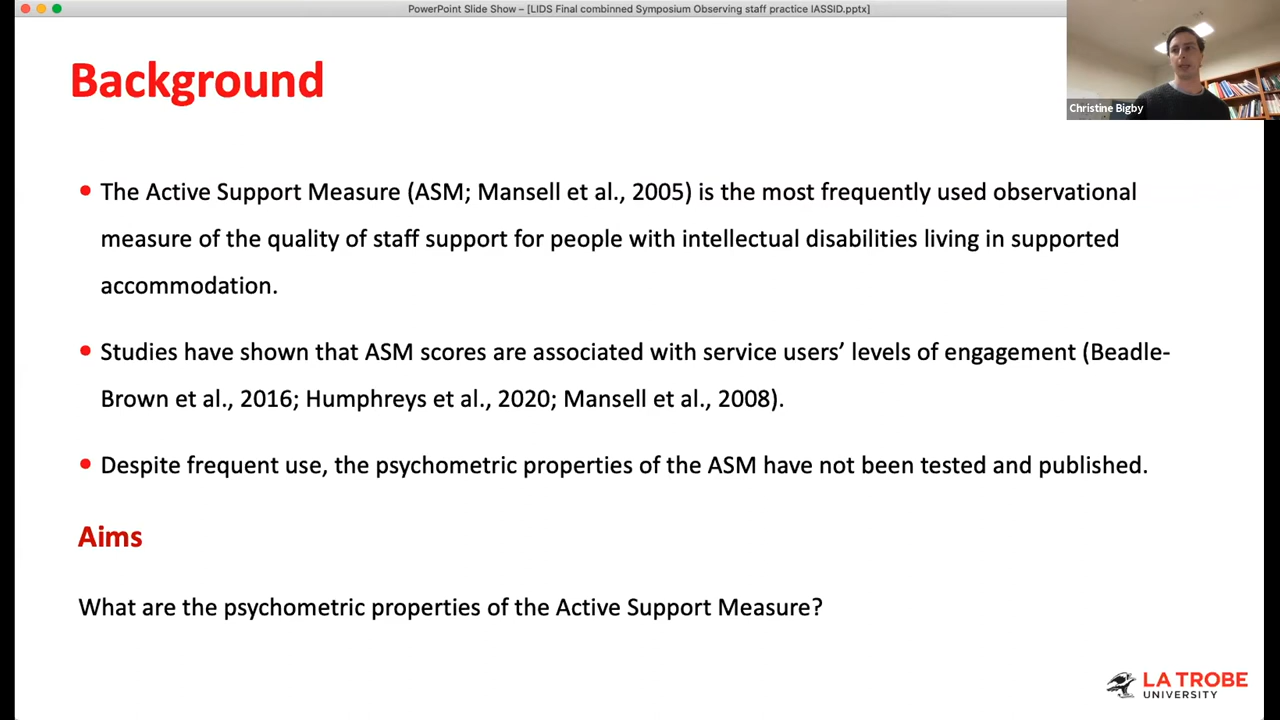 PowerPoint Slide Show – [LIDS Final combinned Symposium Observing staff practice IASSID.pptx]
Background
Christine Bigby
• The Active Support Measure (ASM; Mansell et al., 2005) is the most frequently used observational
measure of the quality of staff support for people with intellectual disabilities living in supported
accommodation.
• Studies have shown that ASM scores are associated with service users’ levels of engagement (Beadle-
Brown et al., 2016; Humphreys et al., 2020; Mansell et al., 2008).
• Despite frequent use, the psychometric properties of the ASM have not been tested and published.
Aims
What are the psychometric properties of the Active Support Measure?
LA TROBE
UNIVERSITY